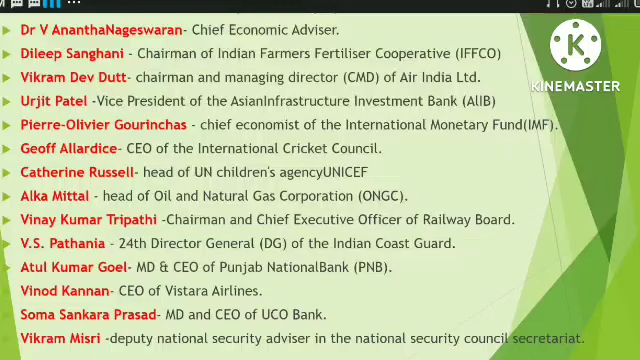 Dr V AnanthaNageswaran- Chief Economic Adviser.
Dileep Sanghani - Chairman of Indian Farmers Fertiliser Cooperative (IFFCO)
Vikram Dev Dutt- chairman and managing director (CMD) of Air India Ltd.
Urjit Patel -Vice President of the AsianInfrastructure Investment Bank (AIIB)
Pierre-Olivier Gourinchas - chief economist of the International Monetary Fund(IMF).
Geoff Allardice- CEO of the International Cricket Council.
Catherine Russell- head of UN children's agencyUNICEF
Alka Mittal - head of Oil and Natural Gas Corporation (ONGC).
Vinay Kumar Tripathi -Chairman and Chief Executive Officer of Railway Board.
V.S. Pathania - 24th Director General (DG) of the Indian Coast Guard.
Atul Kumar Goel- MD & CEO of Punjab NationalBank (PNB).
Vinod Kannan- CEO of Vistara Airlines.
Soma Sankara Prasad- MD and CEO of UCO Bank.
Vikram Misri -deputy national security adviser in the national security council secretariat.
K
KINEMASTER